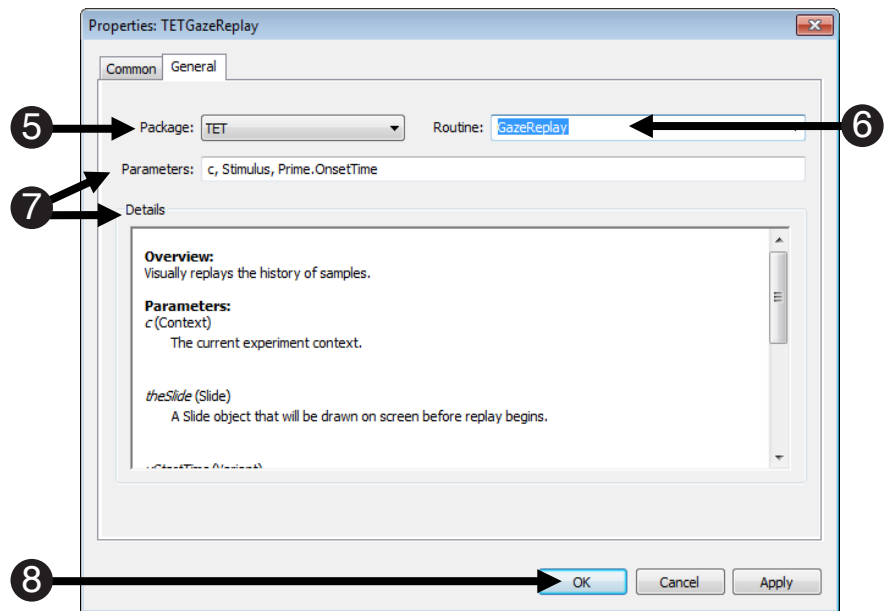 Properties: TETGazeReplay
Common General
5 Package: TET Routine: GazeReplay 6
Parameters: c, Stimulus, Prime.OnsetTime
7
Details
Overview:
Visually replays the history of samples.
Parameters:
c (Context)
The current experiment context.
theSlide (Slide)
A Slide object that will be drawn on screen before replay begins.
8 OK Cancel Apply